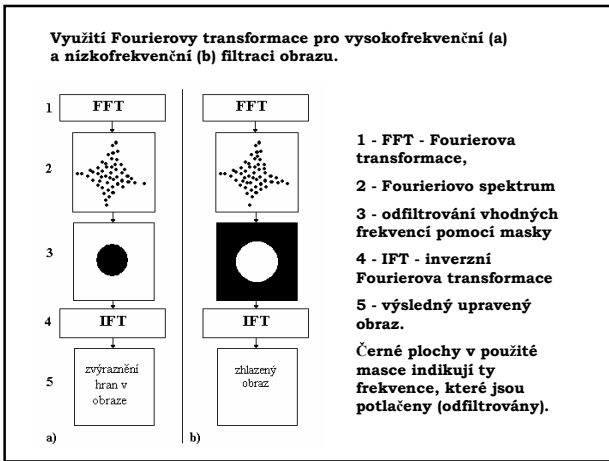 Využití Fourierovy transformace pro vysokofrekvenční (a)
a nízkofrekvenční (b) filtraci obrazu.
1
FFT
FFT
2
3
4
IFT
IFT
5
zvýraznění
hran v
obraze
zhlazený
obraz
a)
b)
1 - FFT - Fourierova
transformace,
2 - Fourieriovo spektrum
3 - odfiltrování vhodných
frekvencí pomocí masky
4 - IFT - inverzní
Fourierova transformace
5 - výsledný upravený
obraz.
Černé plochy v použité
masce indikují ty
frekvence, které jsou
potlačeny (odfiltrovány).